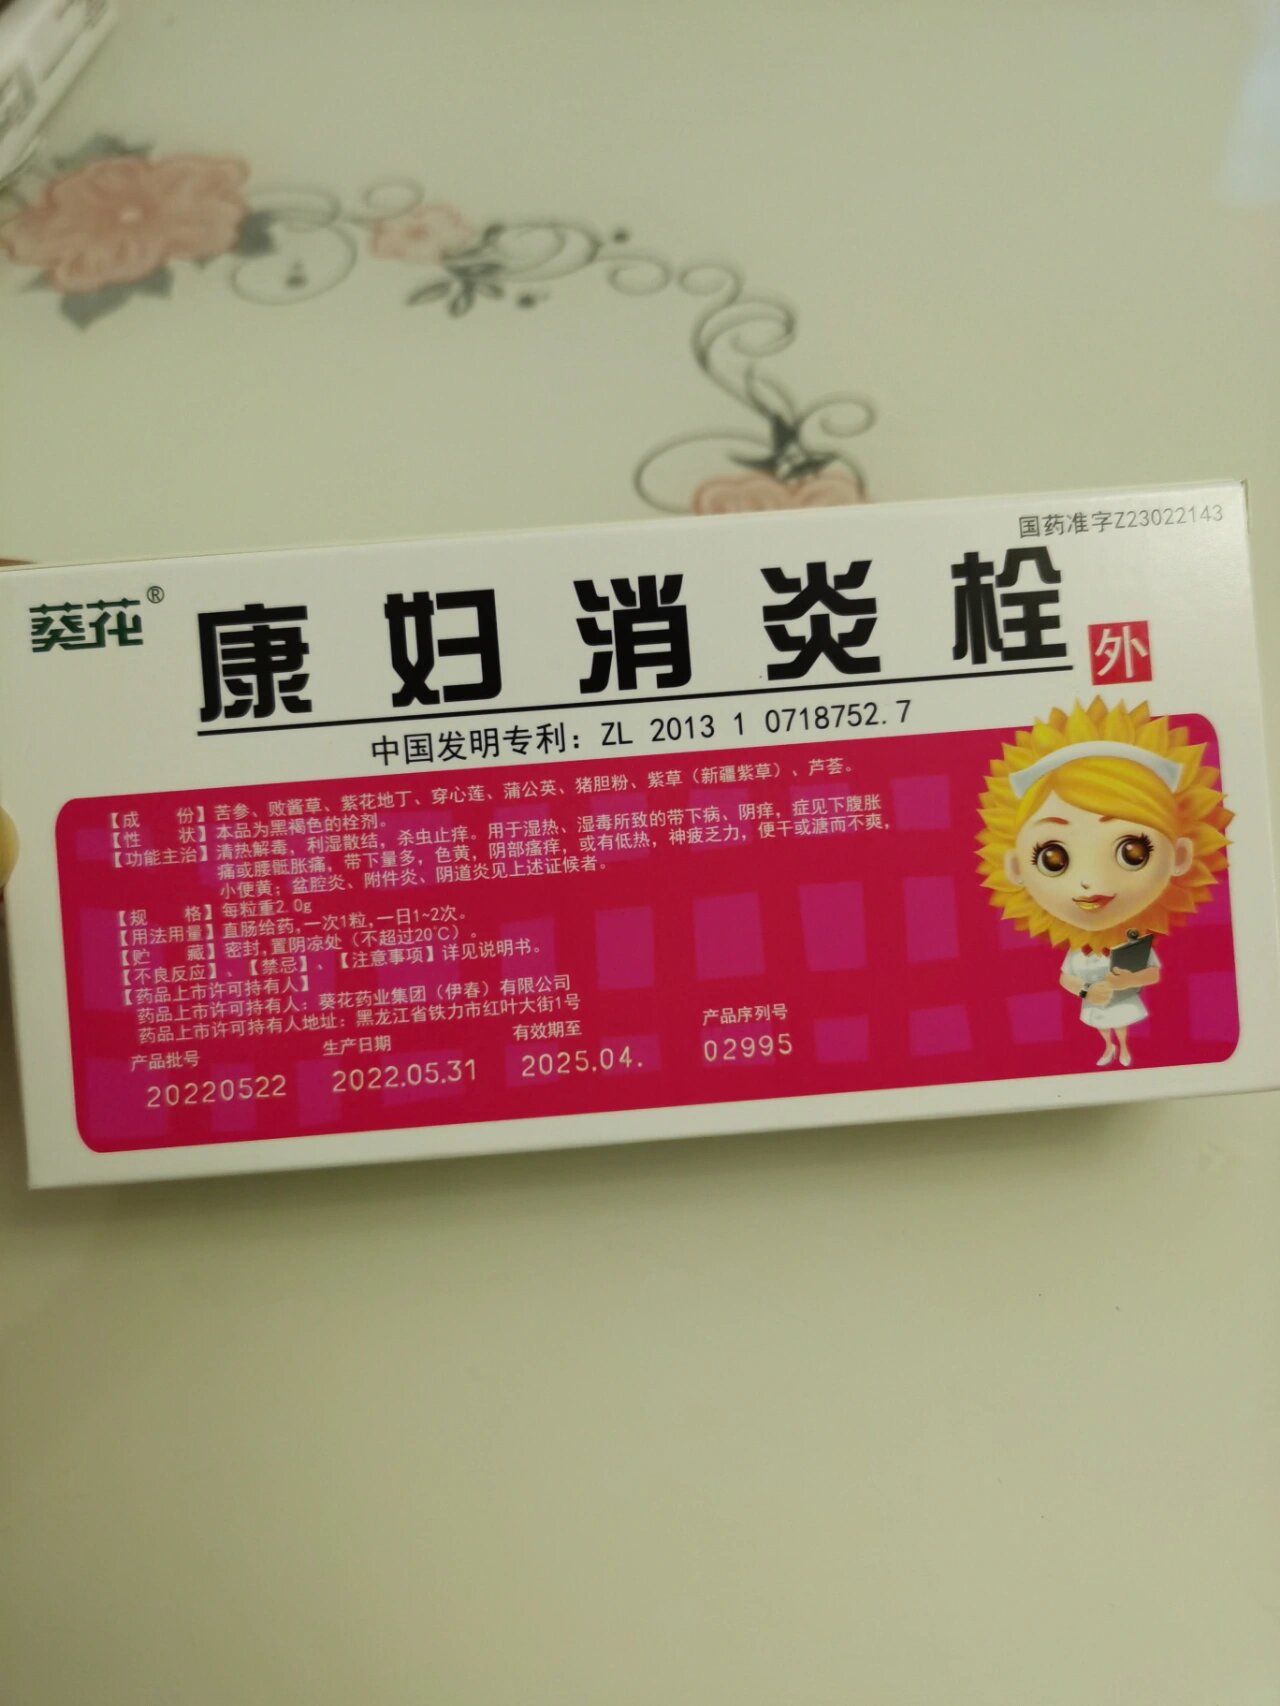 国药准字Z23022143
葵花®
康妇消炎栓
外
中国发明专利：ZL 2013 1 0718752.7
【成 份】苦参、败酱草、紫花地丁、穿心莲、蒲公英、猪胆粉、紫草（新疆紫草）、芦荟。
【性 状】本品为黑褐色的栓剂。
【功能主治】清热解毒，利湿散结，杀虫止痒。用于湿热、湿毒所致的带下病、阴痒，症见下腹胀
痛或腰骶胀痛，带下量多，色黄，阴部瘙痒，或有低热，神疲乏力，便干或溏而不爽，
小便黄；盆腔炎、附件炎、阴道炎见上述证候者。
【规 格】每粒重2.0g
【用法用量】直肠给药，一次1粒，一日1~2次。
【贮 藏】密封，置阴凉处（不超过20℃）。
【不良反应】、【禁忌】、【注意事项】详见说明书。
【药品上市许可持有人】
药品上市许可持有人：葵花药业集团（伊春）有限公司
药品上市许可持有人地址：黑龙江省铁力市红叶大街1号
产品批号 生产日期 有效期至 产品序列号
20220522 2022.05.31 2025.04. 02995